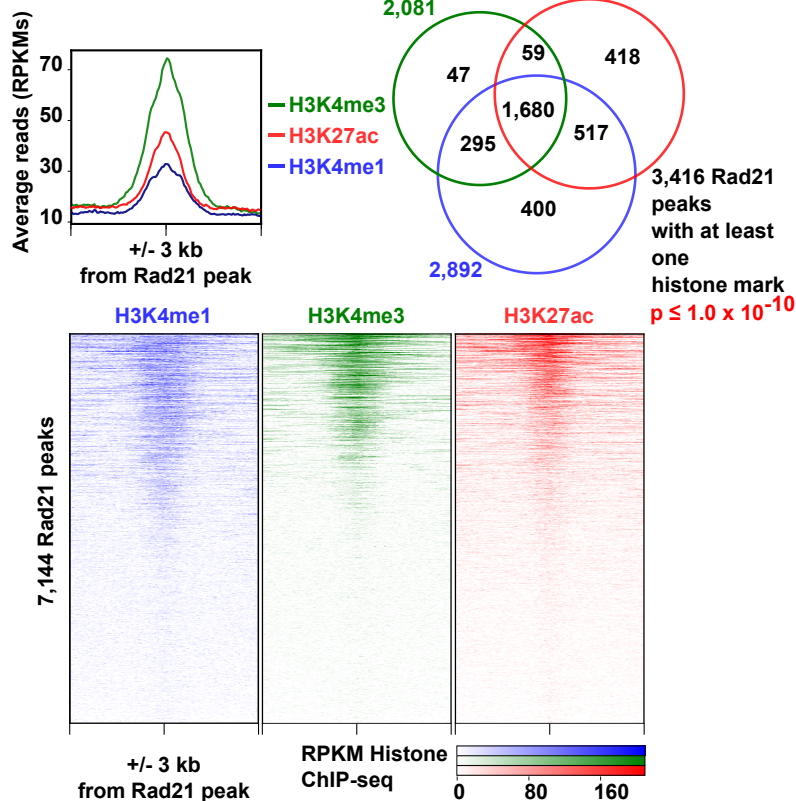 Average reads (RPKMs)
70
50
30
10
+/- 3 kb
from Rad21 peak
H3K4me3
H3K27ac
H3K4me1
2,081
47
59
418
1,680
295
517
400
2,892
3,416 Rad21
peaks
with at least
one
histone mark
p ≤ 1.0 x 10-10
H3K4me1
H3K4me3
H3K27ac
7,144 Rad21 peaks
+/- 3 kb
from Rad21 peak
RPKM Histone
ChIP-seq
0
80
160